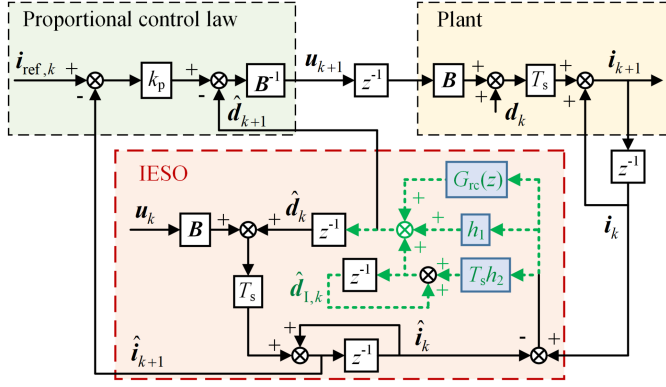 Proportional control law
Plant
i_ref,k
+
-
k_p
+
-
B^-1
u_k+1
z^-1
B
+
+
d_k
T_s
+
+
i_k+1
d̂_k+1
z^-1
i_k
IESO
G_rc(z)
u_k
B
+
+
d̂_k
z^-1
+
+
+
h_1
T_s
d̂_I,k
z^-1
+
+
T_s h_2
î_k+1
+
+
z^-1
î_k
-
+